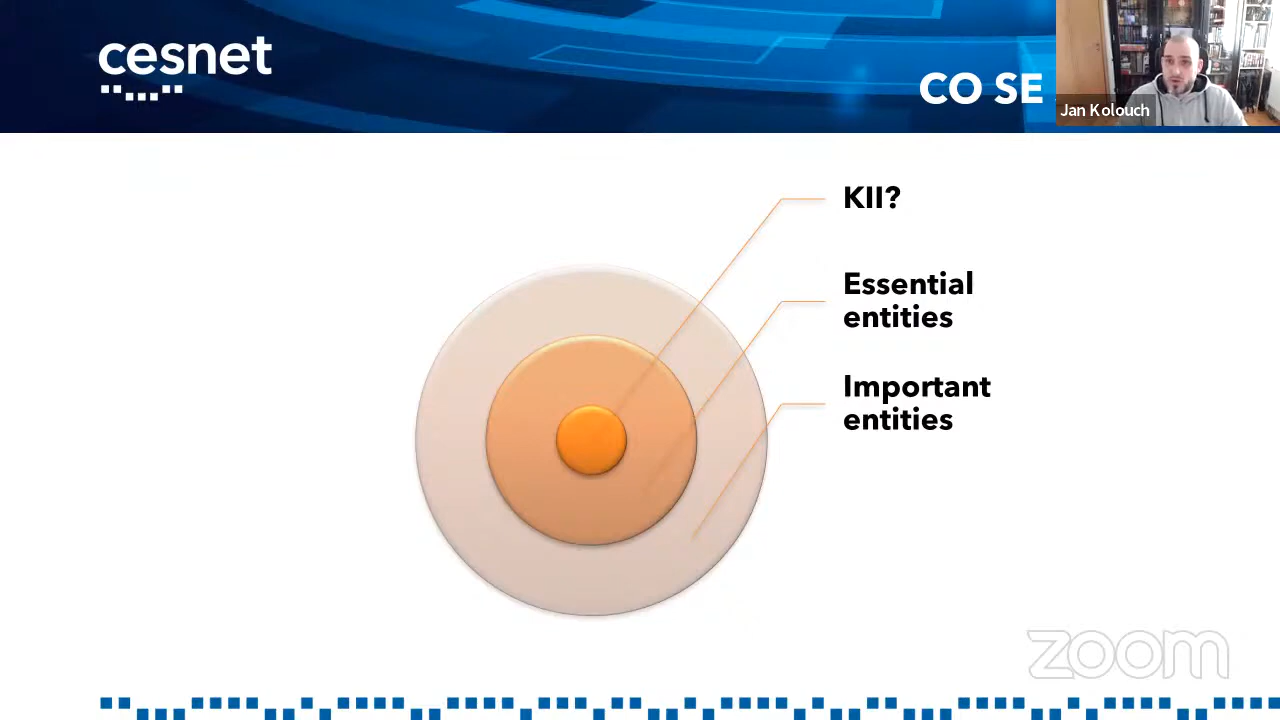 cesnet
CO SE
Jan Kolouch
KII?
Essential
entities
Important
entities
zoom